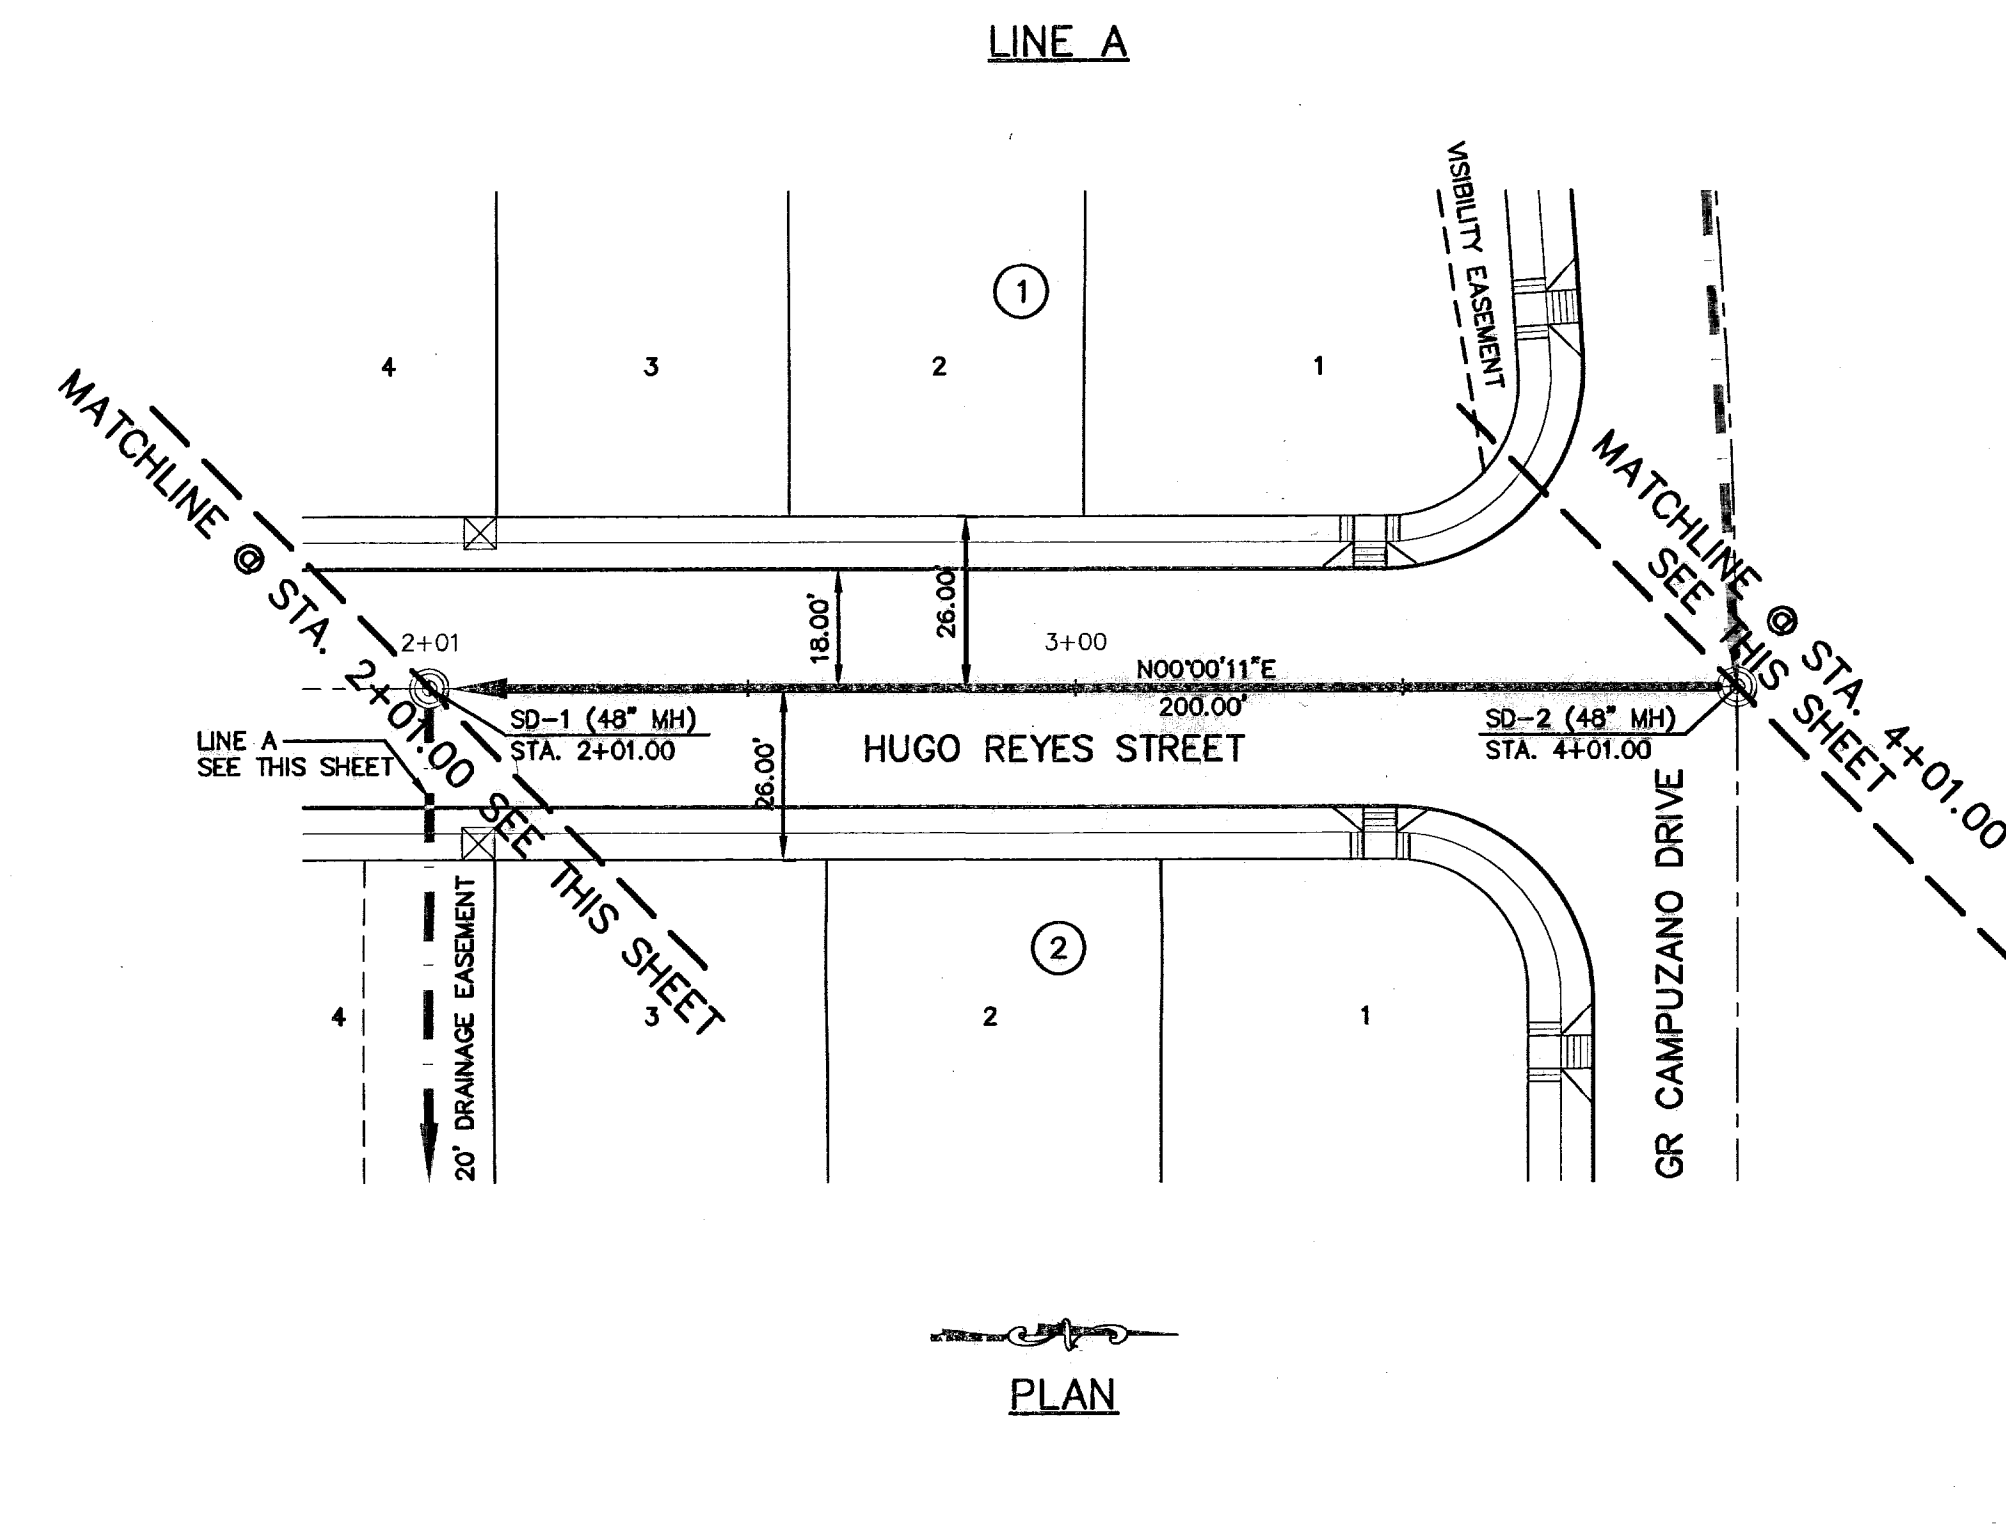 LINE A
VISIBILITY EASEMENT
1
4
3
2
1
MATCHLINE @ STA. 2+01.00 SEE THIS SHEET
MATCHLINE @ STA. 4+01.00
SEE THIS SHEET
18.00'
26.00'
2+01
3+00
N00°00'11"E
200.00'
SD-1 (48" MH)
STA. 2+01.00
SD-2 (48" MH)
STA. 4+01.00
LINE A
SEE THIS SHEET
HUGO REYES STREET
26.00'
GR CAMPUZANO DRIVE
20' DRAINAGE EASEMENT
2
4
3
2
1
PLAN